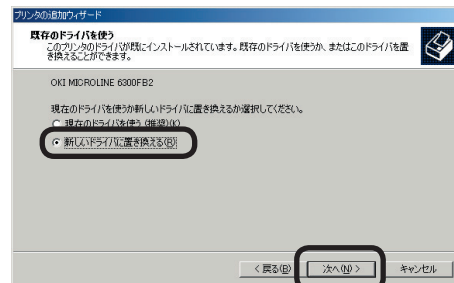 プリンタの追加ウィザード
既存のドライバを使う
このプリンタのドライバが既にインストールされています。既存のドライバを使うか、またはこのドライバを置
き換えることができます。
OKI MICROLINE 6300FB2
現在のドライバを使うか新しいドライバに置き換えるか選択してください。
現在のドライバを使う (推奨)(K)
新しいドライバに置き換える(R)
< 戻る(B) 次へ(N) > キャンセル